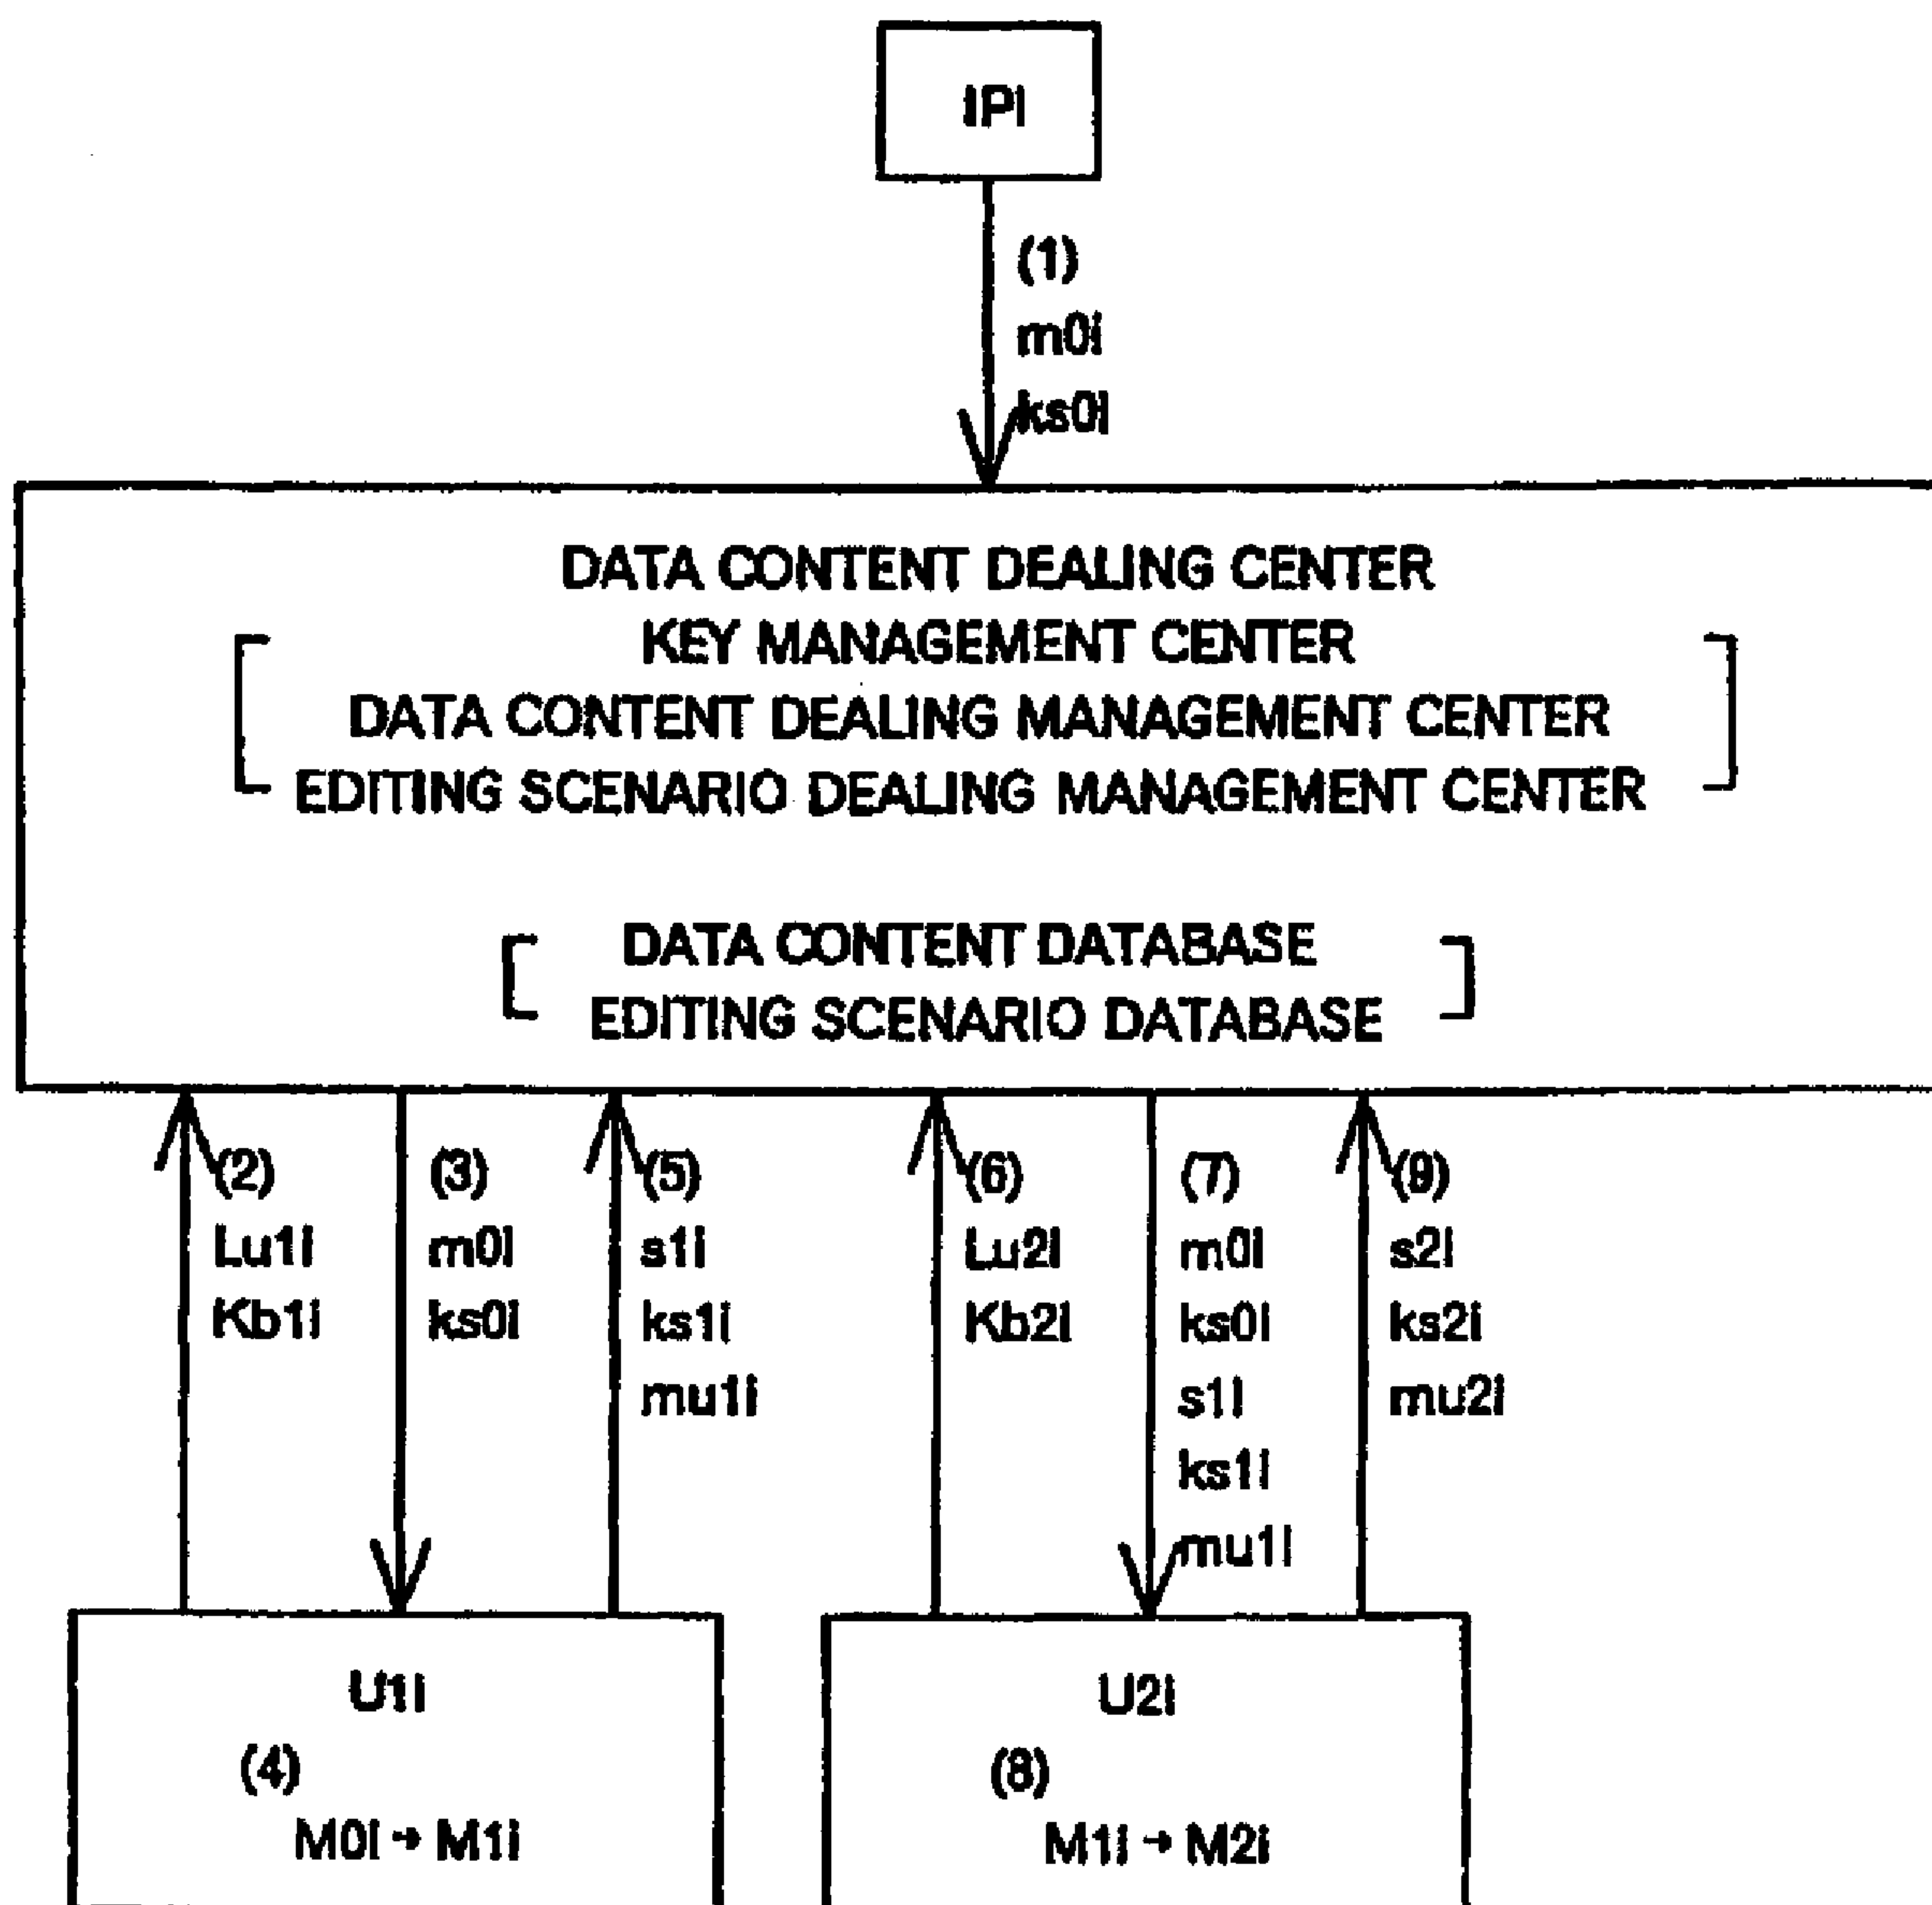 IPi
(1)
m0i
ks0i
DATA CONTENT DEALING CENTER
KEY MANAGEMENT CENTER
DATA CONTENT DEALING MANAGEMENT CENTER
EDITING SCENARIO DEALING MANAGEMENT CENTER
DATA CONTENT DATABASE
EDITING SCENARIO DATABASE
(2)
Lu1i
Kb1i
(3)
m0i
ks0i
(5)
s1i
ks1i
mu1i
(6)
Lu2i
Kb2i
(7)
m0i
ks0i
s1i
ks1i
mu1i
(9)
s2i
ks2i
mu2i
U1i
(4)
M0i → M1i
U2i
(8)
M1i → M2i